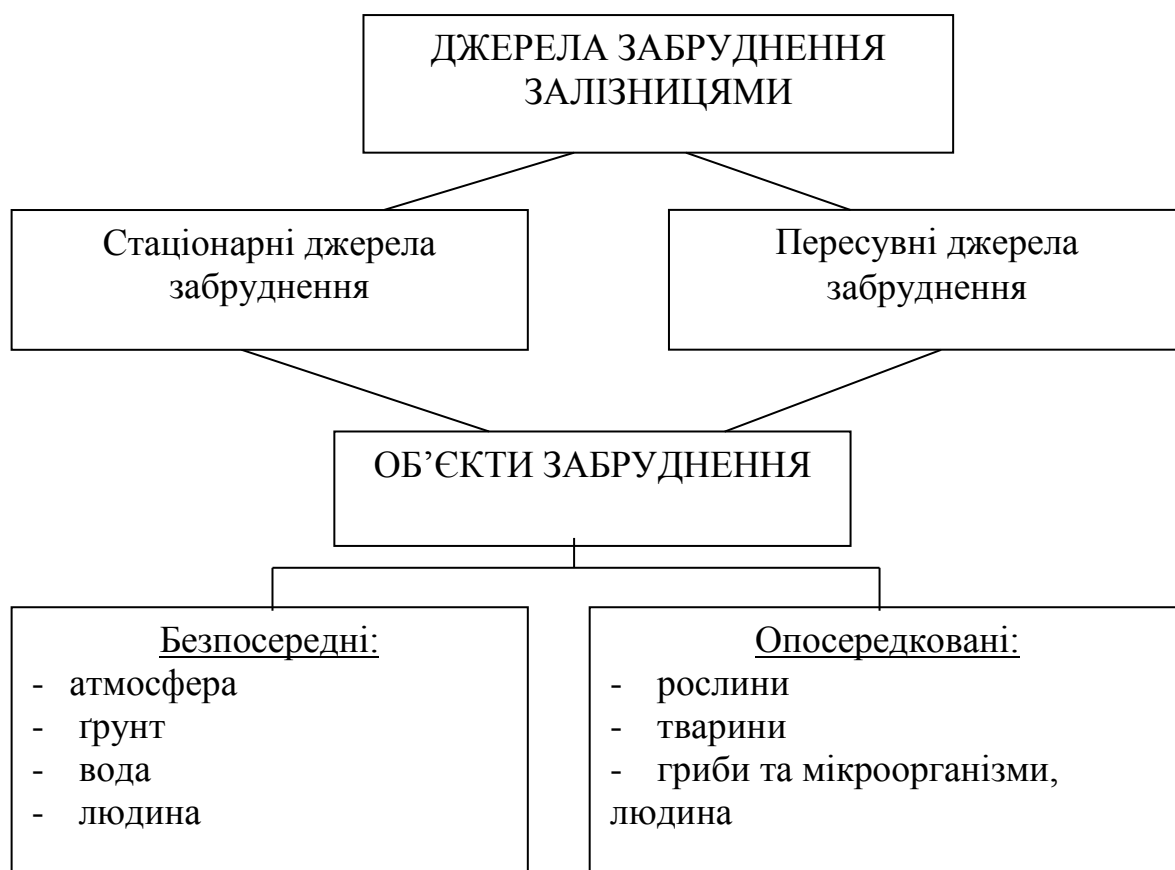 ДЖЕРЕЛА ЗАБРУДНЕННЯ
ЗАЛІЗНИЦЯМИ
Стаціонарні джерела
забруднення
Пересувні джерела
забруднення
ОБ’ЄКТИ ЗАБРУДНЕННЯ
Безпосередні:
- атмосфера
- ґрунт
- вода
- людина
Опосередковані:
- рослини
- тварини
- гриби та мікроорганізми,
людина